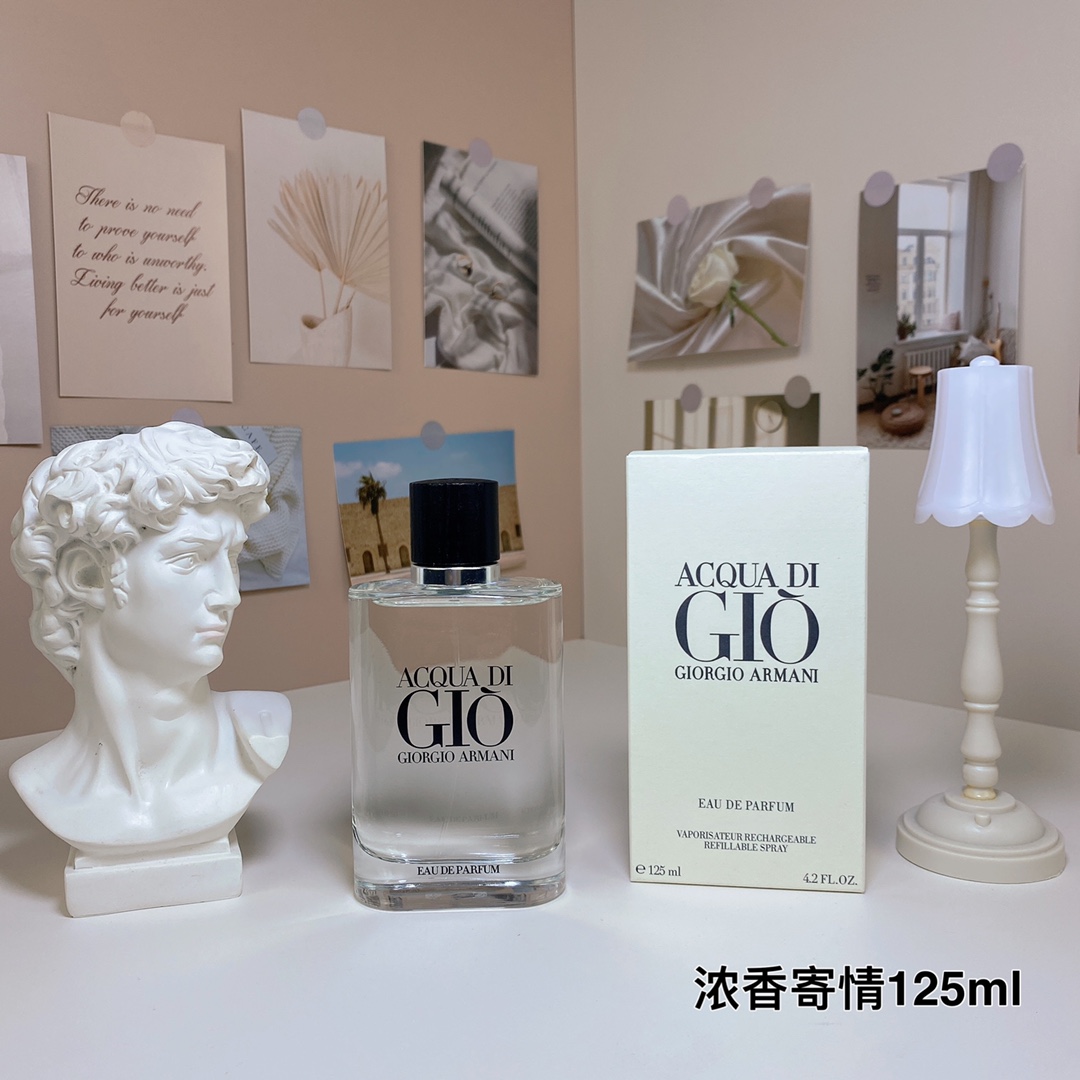 There is no need
to prove yourself
to who is unworthy.
Living better is just
for yourself
ACQUA DI
GIÒ
GIORGIO ARMANI
EAU DE PARFUM
ACQUA DI
GIÒ
GIORGIO ARMANI
EAU DE PARFUM
VAPORISATEUR RECHARGEABLE
REFILLABLE SPRAY
e 125 ml
4.2 FL.OZ.
浓香寄情125ml